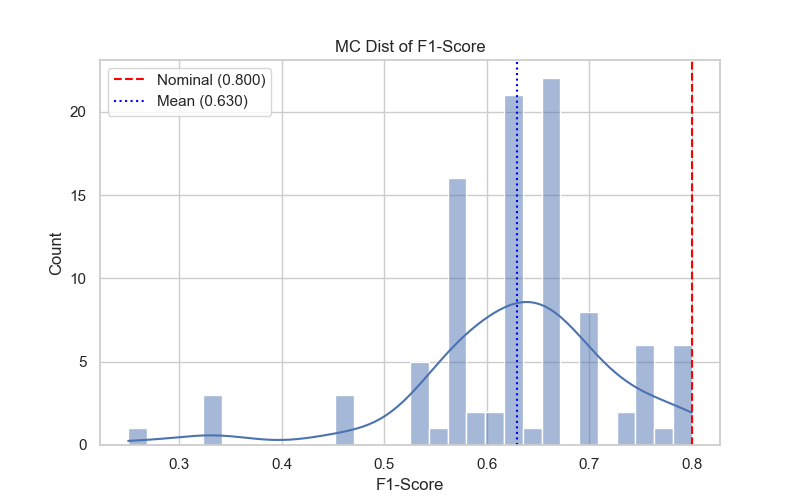 MC Dist of F1-Score
Nominal (0.800)
Mean (0.630)
Count
20
15
10
5
0
0.3 0.4 0.5 0.6 0.7 0.8
F1-Score